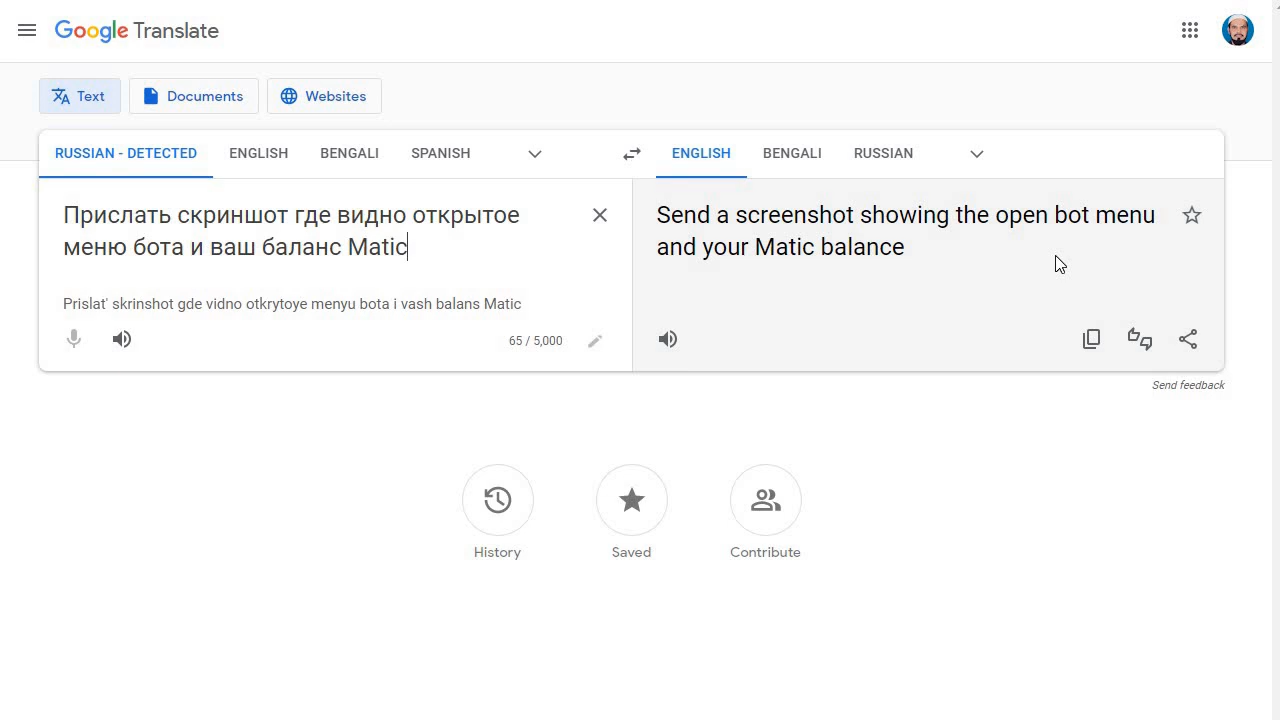 Google Translate
Text
Documents
Websites
RUSSIAN - DETECTED
ENGLISH
BENGALI
SPANISH
ENGLISH
BENGALI
RUSSIAN
Прислать скриншот где видно открытое
меню бота и ваш баланс Matic
Send a screenshot showing the open bot menu
and your Matic balance
Prislat' skrinshot gde vidno otkrytoye menyu bota i vash balans Matic
65 / 5,000
Send feedback
History
Saved
Contribute